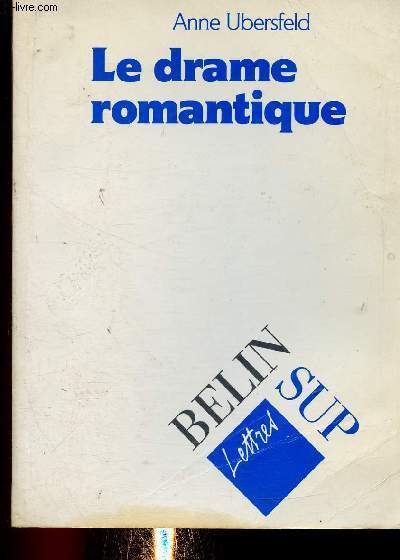 -livre.com
Anne Ubersfeld
Le drame
romantique
BELIN
SUP
Lettres